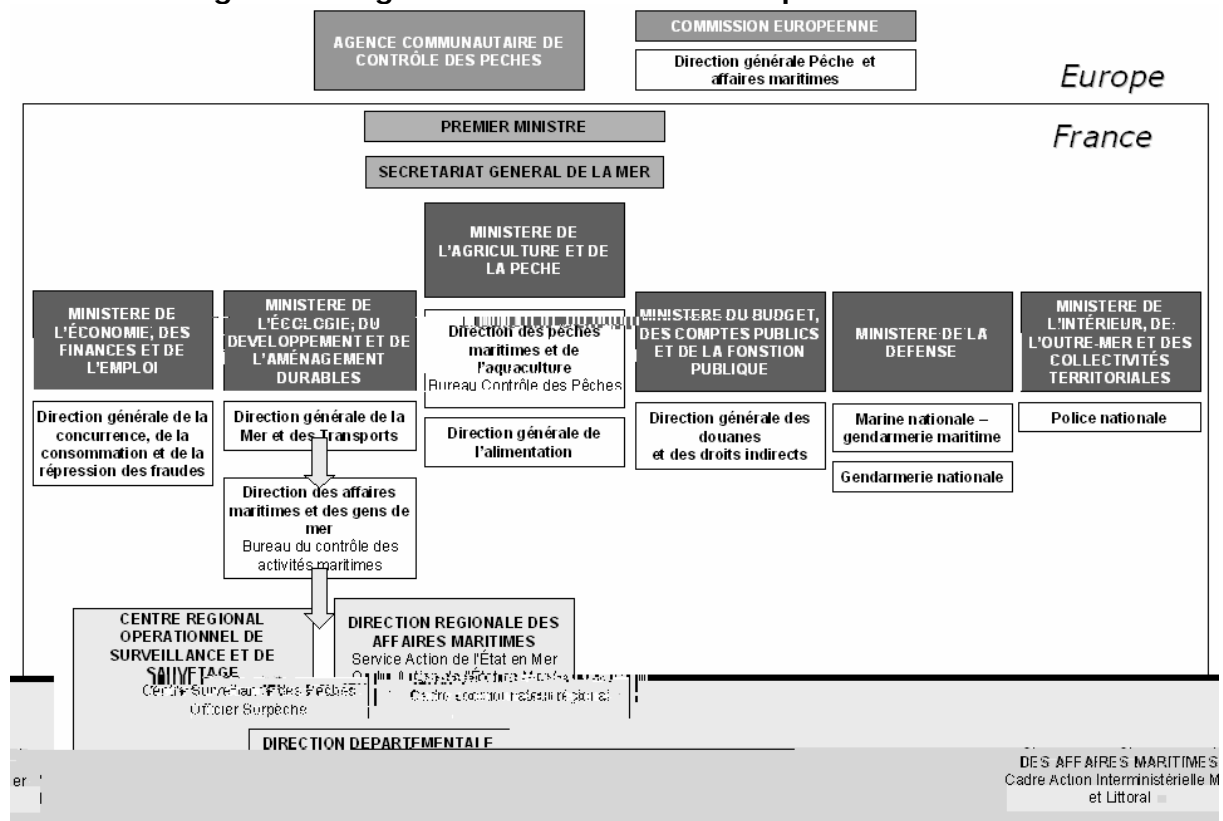 AGENCE COMMUNAUTAIRE DE
CONTRÔLE DES PECHES
COMMISSION EUROPEENNE
Direction générale Pêche et
affaires maritimes
Europe
France
PREMIER MINISTRE
SECRETARIAT GENERAL DE LA MER
MINISTERE DE
L'AGRICULTURE ET DE
LA PECHE
Direction des pêches
maritimes et de
l'aquaculture
Bureau Contrôle des Pêches
Direction générale de
l'alimentation
MINISTERE DE
L'ÉCONOMIE, DES
FINANCES ET DE
L'EMPLOI
Direction générale de la
concurrence, de la
consommation et de la
répression des fraudes
MINISTERE DE
L'ÉCOLOGIE, DU
DEVELOPPEMENT ET DE
L'AMÉNAGEMENT
DURABLES
Direction générale de la
Mer et des Transports
Direction des affaires
maritimes et des gens de
mer
Bureau du contrôle des
activités maritimes
MINISTERE DU BUDGET,
DES COMPTES PUBLICS
ET DE LA FONSTION
PUBLIQUE
Direction générale des
douanes
et des droits indirects
MINISTERE DE LA
DEFENSE
Marine nationale –
gendarmerie maritime
Gendarmerie nationale
MINISTERE DE
L'INTÉRIEUR, DE
L'OUTRE-MER ET DES
COLLECTIVITÉS
TERRITORIALES
Police nationale
CENTRE REGIONAL
OPERATIONNEL DE
SURVEILLANCE ET DE
SAUVETAGE
Officier Surpêche
DIRECTION REGIONALE DES
AFFAIRES MARITIMES
Service Action de l'État en Mer
DIRECTION DEPARTEMENTALE
DES AFFAIRES MARITIMES
Cadre Action Interministérielle
et Littoral